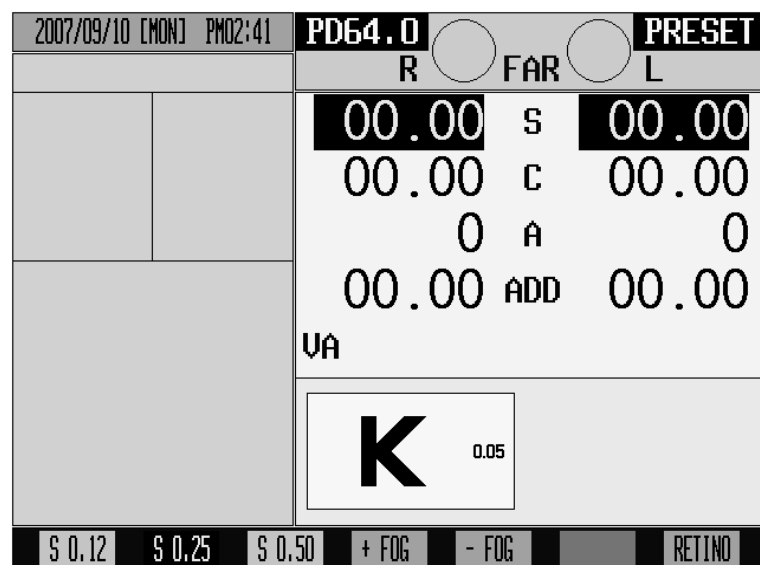 2007/09/10 [MON] PM02:41 PD64.0 PRESET
R FAR L
00.00 S 00.00
00.00 C 00.00
0 A 0
00.00 ADD 00.00
VA
K 0.05
S 0.12 S 0.25 S 0.50 + FOG - FOG RETINO